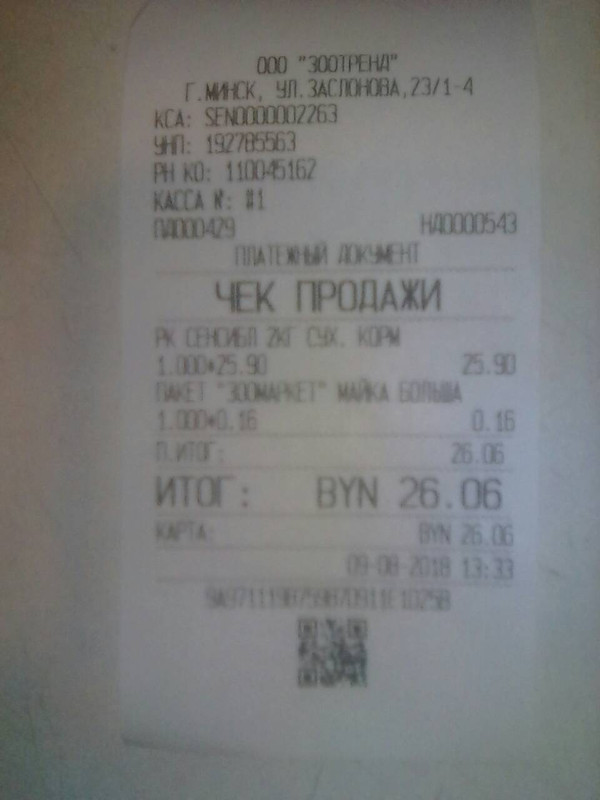 ООО "ЗООТРЕНД"
Г.МИНСК, УЛ.ЗАСЛОНОВА,23/1-4
КСА: SEN0000002263
УНП: 192785563
РН КО: 110045162
КАССА №: #1
ПД000429 НД0000543
ПЛАТЕЖНЫЙ ДОКУМЕНТ
ЧЕК ПРОДАЖИ
РК СЕНСИБЛ 2КГ СУХ. КОРМ
1.000*25.90 25.90
ПАКЕТ "ЗООМАРКЕТ" МАЙКА БОЛЬША
1.000*0.16 0.16
П.ИТОГ: 26.06
ИТОГ: BYN 26.06
КАРТА: BYN 26.06
09-08-2018 13:33